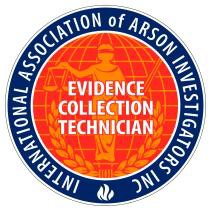 INTERNATIONAL ASSOCIATION of ARSON INVESTIGATORS INC
EVIDENCE
COLLECTION
TECHNICIAN